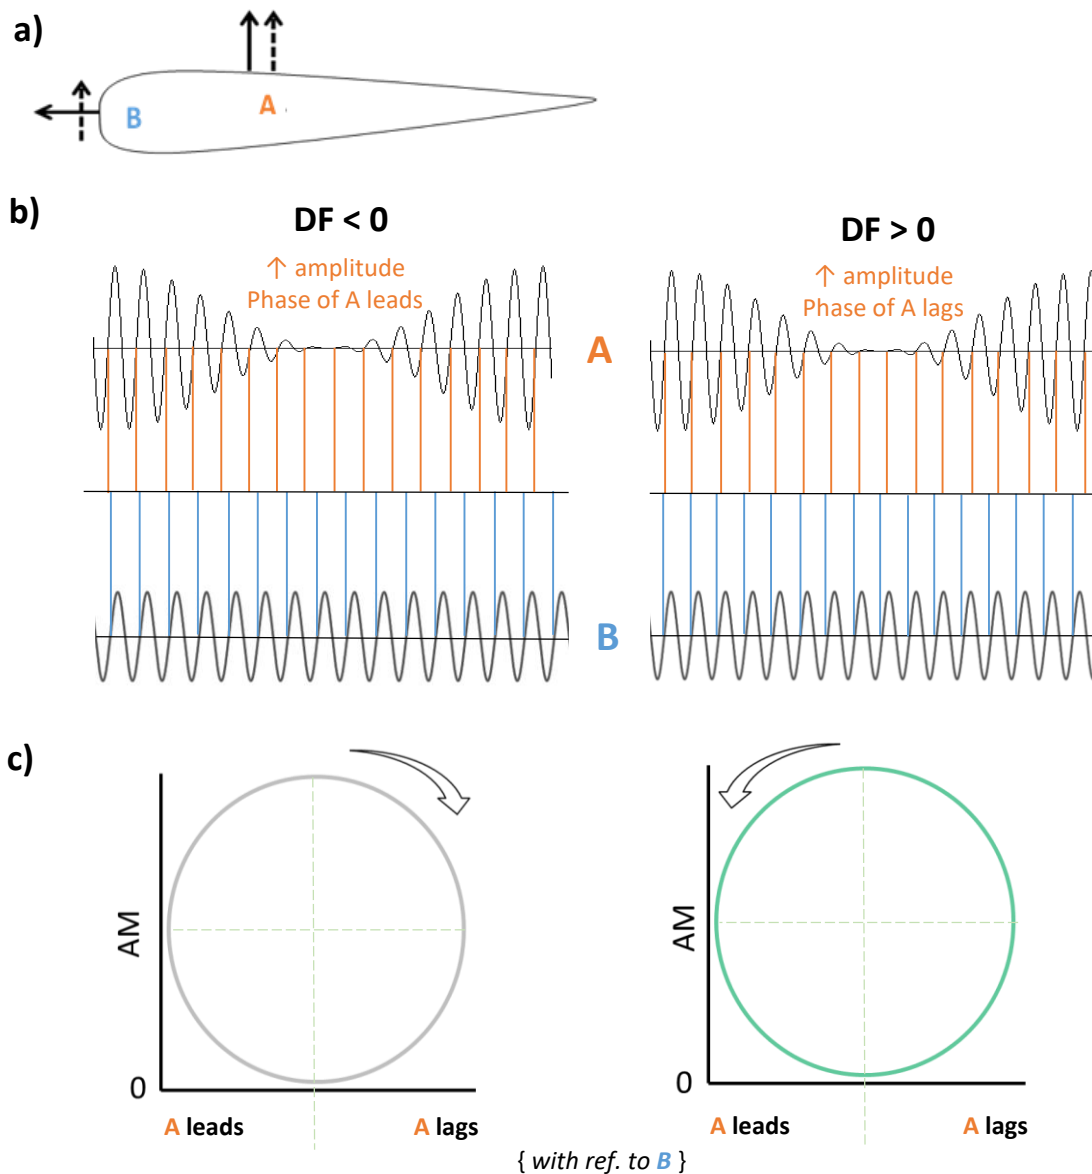 a)
B
A
b)
DF < 0
DF > 0
↑ amplitude
Phase of A leads
↑ amplitude
Phase of A lags
A
B
c)
AM
0
A leads
A lags
AM
0
A leads
A lags
{ with ref. to B }